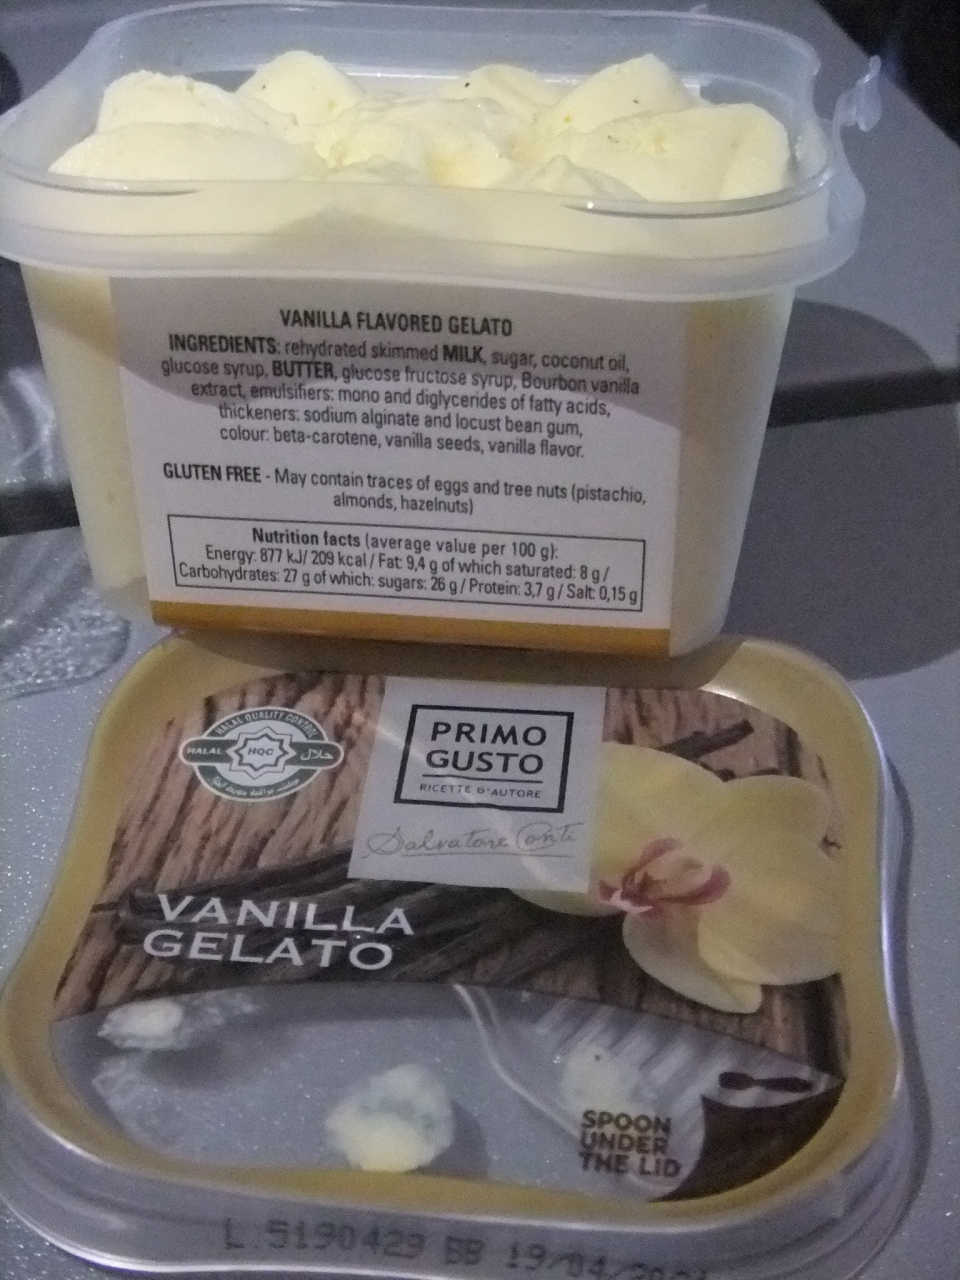 VANILLA FLAVORED GELATO
INGREDIENTS: rehydrated skimmed MILK, sugar, coconut oil,
glucose syrup, BUTTER, glucose fructose syrup, Bourbon vanilla
extract, emulsifiers: mono and diglycerides of fatty acids,
thickeners: sodium alginate and locust bean gum,
colour: beta-carotene, vanilla seeds, vanilla flavor.
GLUTEN FREE - May contain traces of eggs and tree nuts (pistachio,
almonds, hazelnuts)
Nutrition facts (average value per 100 g):
Energy: 877 kJ/ 209 kcal / Fat: 9,4 g of which saturated: 8 g /
Carbohydrates: 27 g of which: sugars: 26 g / Protein: 3,7 g / Salt: 0,15 g
HALAL QUALITY CONTROL
HALAL HQC حلال
PRIMO
GUSTO
RICETTE D'AUTORE
Salvatore Conti
VANILLA
GELATO
SPOON
UNDER
THE LID
L.5190429 BB 19/04/